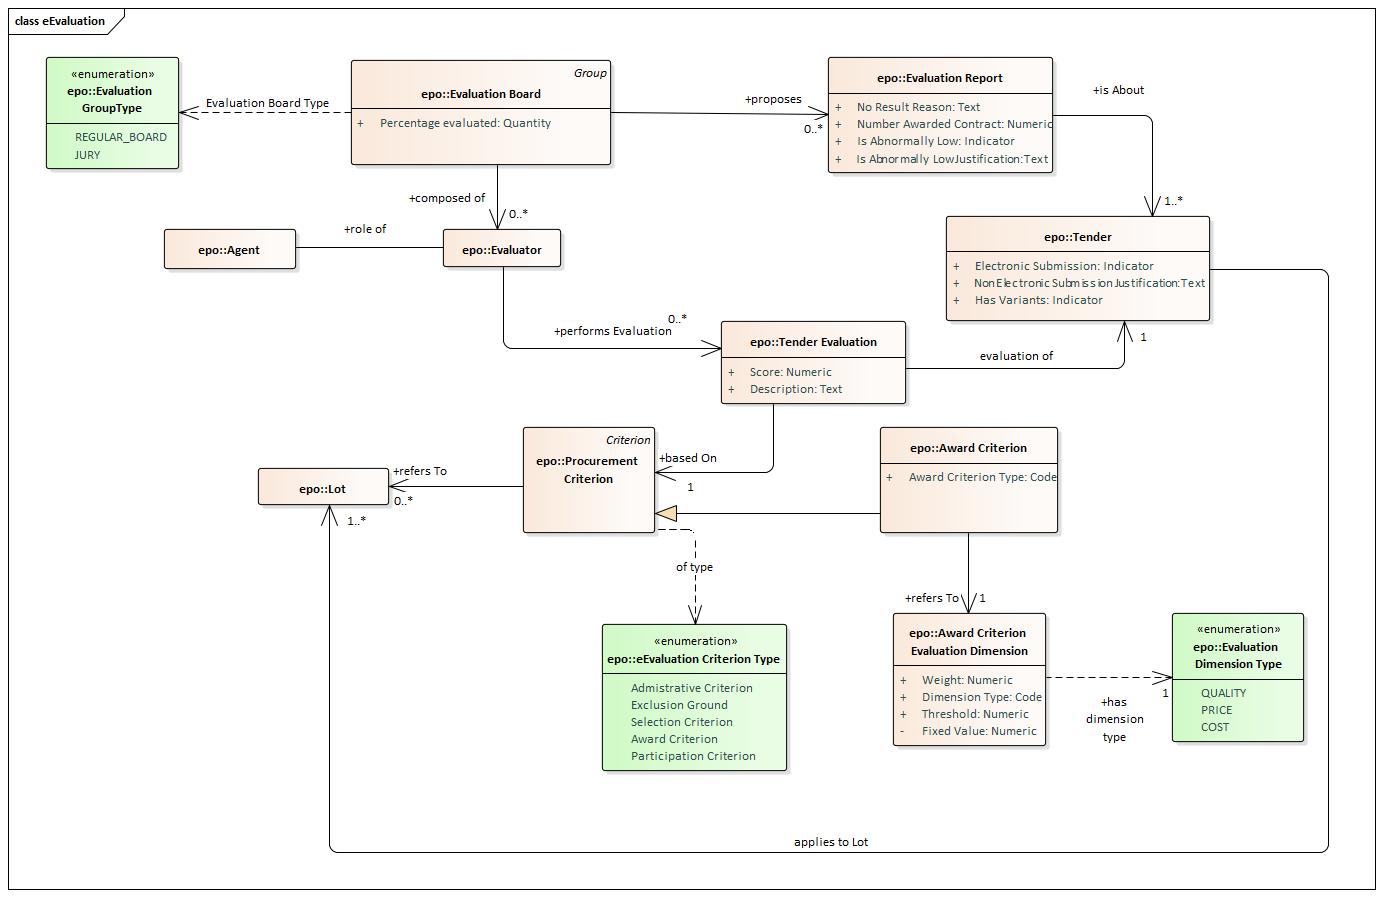 class eEvaluation
«enumeration»
epo::Evaluation
GroupType
REGULAR_BOARD
JURY
Evaluation Board Type
Group
epo::Evaluation Board
+ Percentage evaluated: Quantity
+proposes
0..*
epo::Evaluation Report
+ No Result Reason: Text
+ Number Awarded Contract: Numeric
+ Is Abnormally Low: Indicator
+ Is Abnormally LowJustification:Text
+is About
1..*
+composed of
0..*
epo::Agent
+role of
epo::Evaluator
epo::Tender
+ Electronic Submission: Indicator
+ NonElectronic Submission Justification:Text
+ Has Variants: Indicator
0..*
+performs Evaluation
epo::Tender Evaluation
+ Score: Numeric
+ Description: Text
evaluation of
1
+based On
1
Criterion
epo::Procurement
Criterion
+refers To
0..*
epo::Lot
1..*
epo::Award Criterion
+ Award Criterion Type: Code
of type
+refers To
1
«enumeration»
epo::eEvaluation Criterion Type
Admistrative Criterion
Exclusion Ground
Selection Criterion
Award Criterion
Participation Criterion
epo::Award Criterion
Evaluation Dimension
+ Weight: Numeric
+ Dimension Type: Code
+ Threshold: Numeric
- Fixed Value: Numeric
1
+has
dimension
type
«enumeration»
epo::Evaluation
Dimension Type
QUALITY
PRICE
COST
applies to Lot